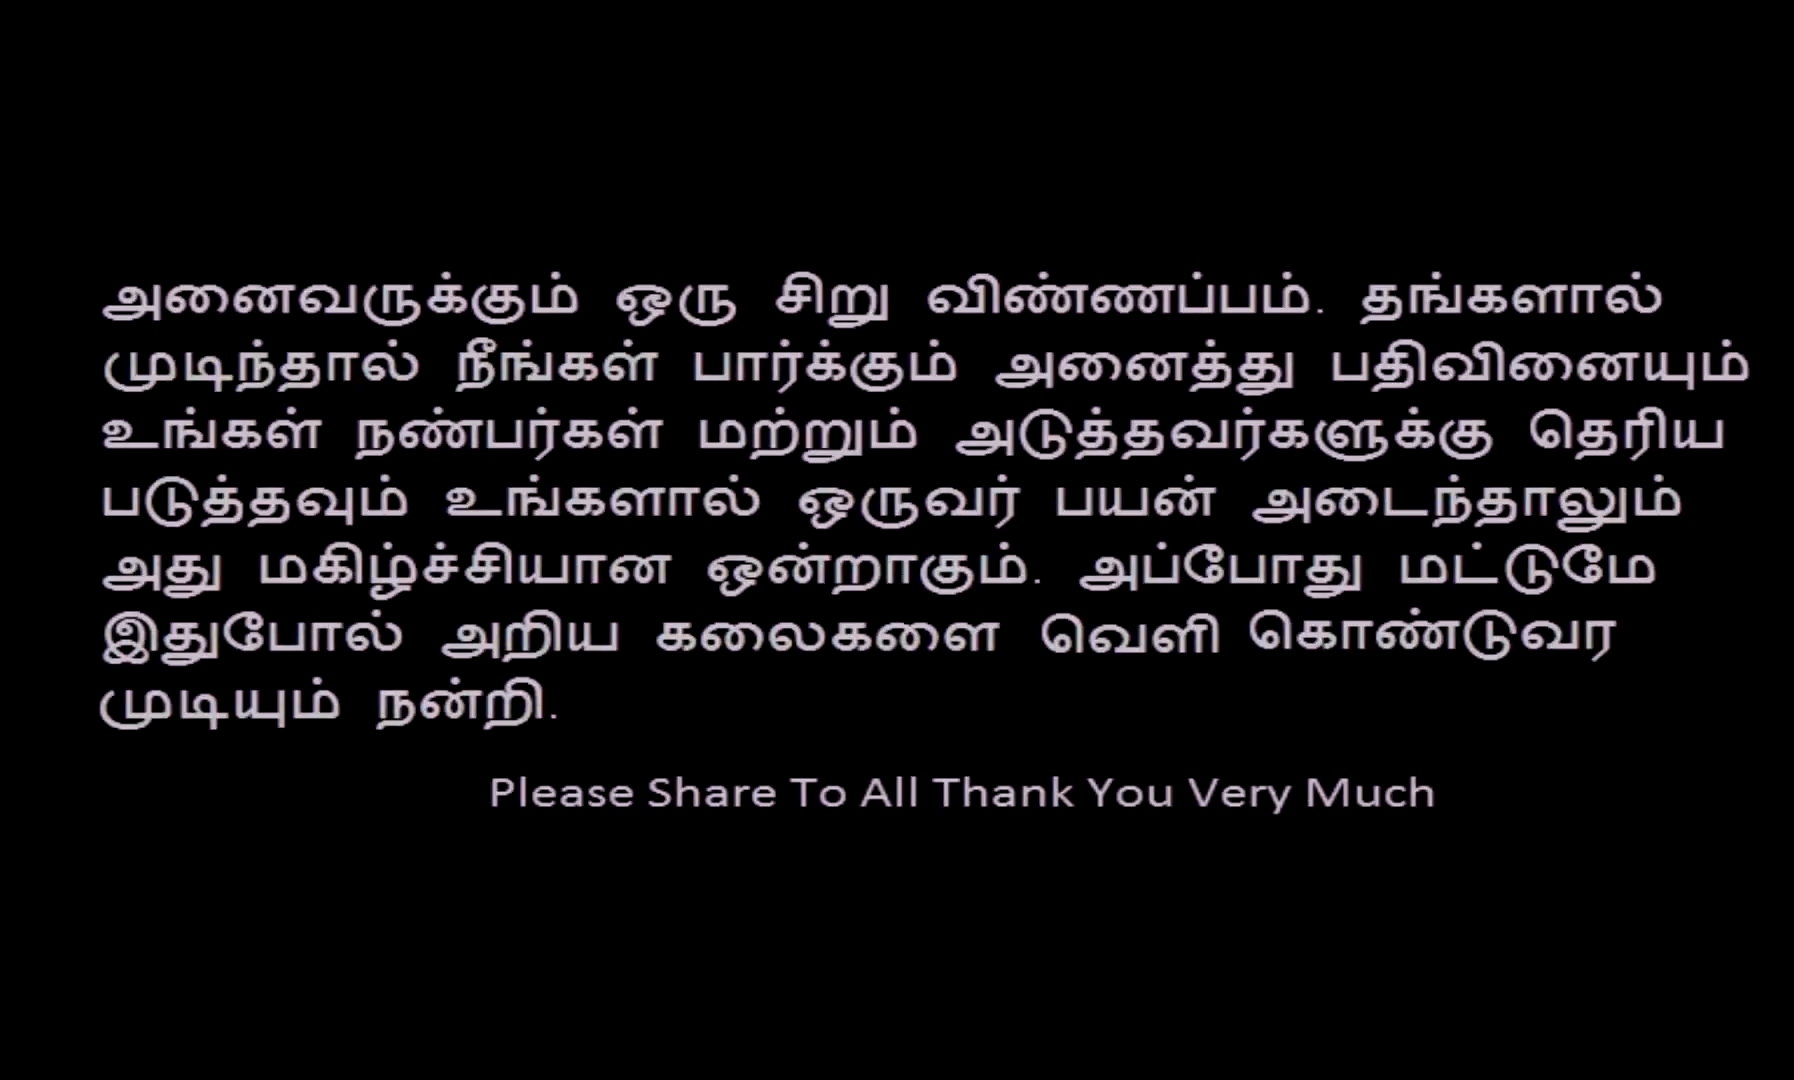 அனைவருக்கும் ஒரு சிறு விண்ணப்பம். தங்களால்
முடிந்தால் நீங்கள் பார்க்கும் அனைத்து பதிவினையும்
உங்கள் நண்பர்கள் மற்றும் அடுத்தவர்களுக்கு தெரிய
படுத்தவும் உங்களால் ஒருவர் பயன் அடைந்தாலும்
அது மகிழ்ச்சியான ஒன்றாகும். அப்போது மட்டுமே
இதுபோல் அறிய கலைகளை வெளி கொண்டுவர
முடியும் நன்றி.
Please Share To All Thank You Very Much